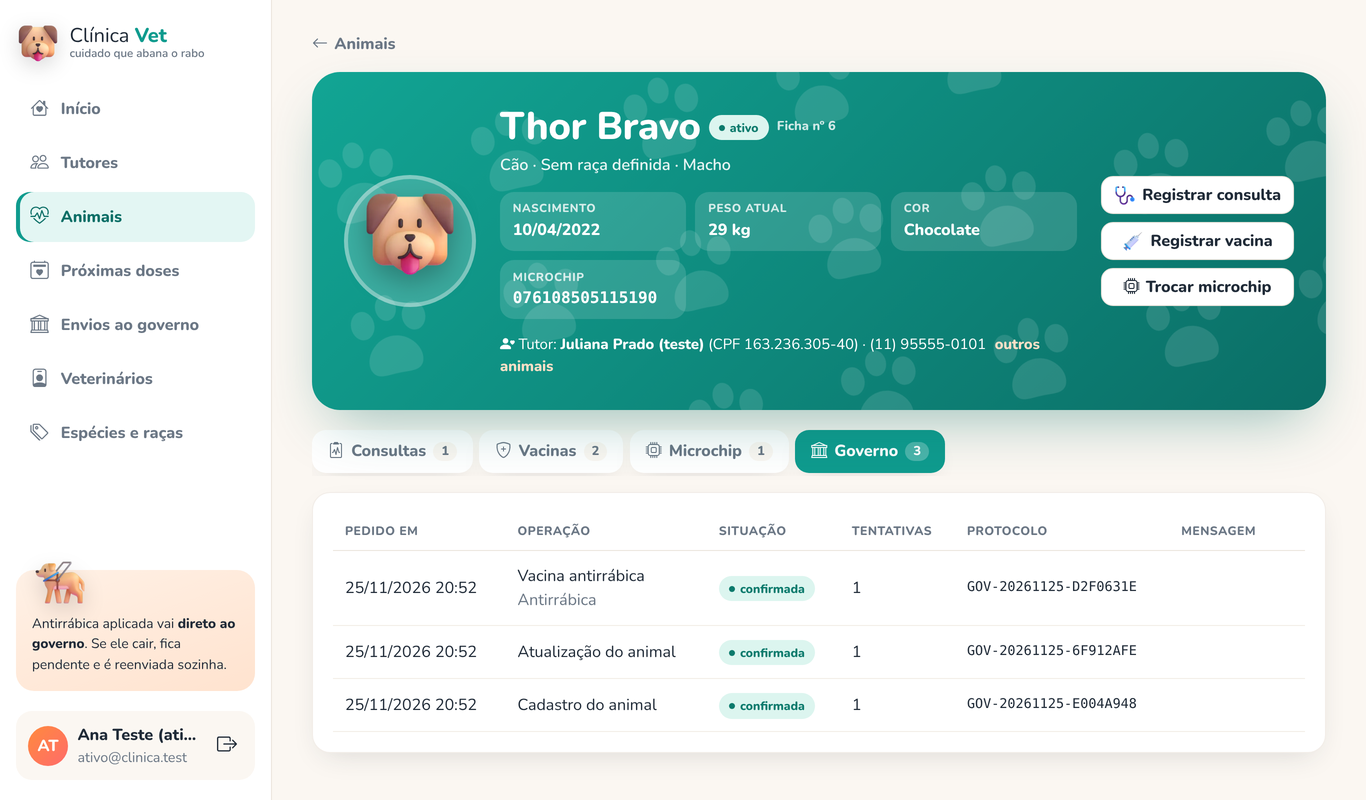 Clínica Vet
cuidado que abana o rabo
Início
Tutores
Animais
Próximas doses
Envios ao governo
Veterinários
Espécies e raças
Antirrábica aplicada vai direto ao
governo. Se ele cair, fica
pendente e é reenviada sozinha.
AT
Ana Teste (ati...
ativo@clinica.test
← Animais
Thor Bravo • ativo Ficha nº 6
Cão · Sem raça definida · Macho
NASCIMENTO PESO ATUAL COR
10/04/2022 29 kg Chocolate
MICROCHIP
076108505115190
Tutor: Juliana Prado (teste) (CPF 163.236.305-40) · (11) 95555-0101 outros
animais
Registrar consulta
Registrar vacina
Trocar microchip
Consultas 1 Vacinas 2 Microchip 1 Governo 3
PEDIDO EM OPERAÇÃO SITUAÇÃO TENTATIVAS PROTOCOLO MENSAGEM
25/11/2026 20:52 Vacina antirrábica • confirmada 1 GOV-20261125-D2F0631E
Antirrábica
25/11/2026 20:52 Atualização do animal • confirmada 1 GOV-20261125-6F912AFE
25/11/2026 20:52 Cadastro do animal • confirmada 1 GOV-20261125-E004A948